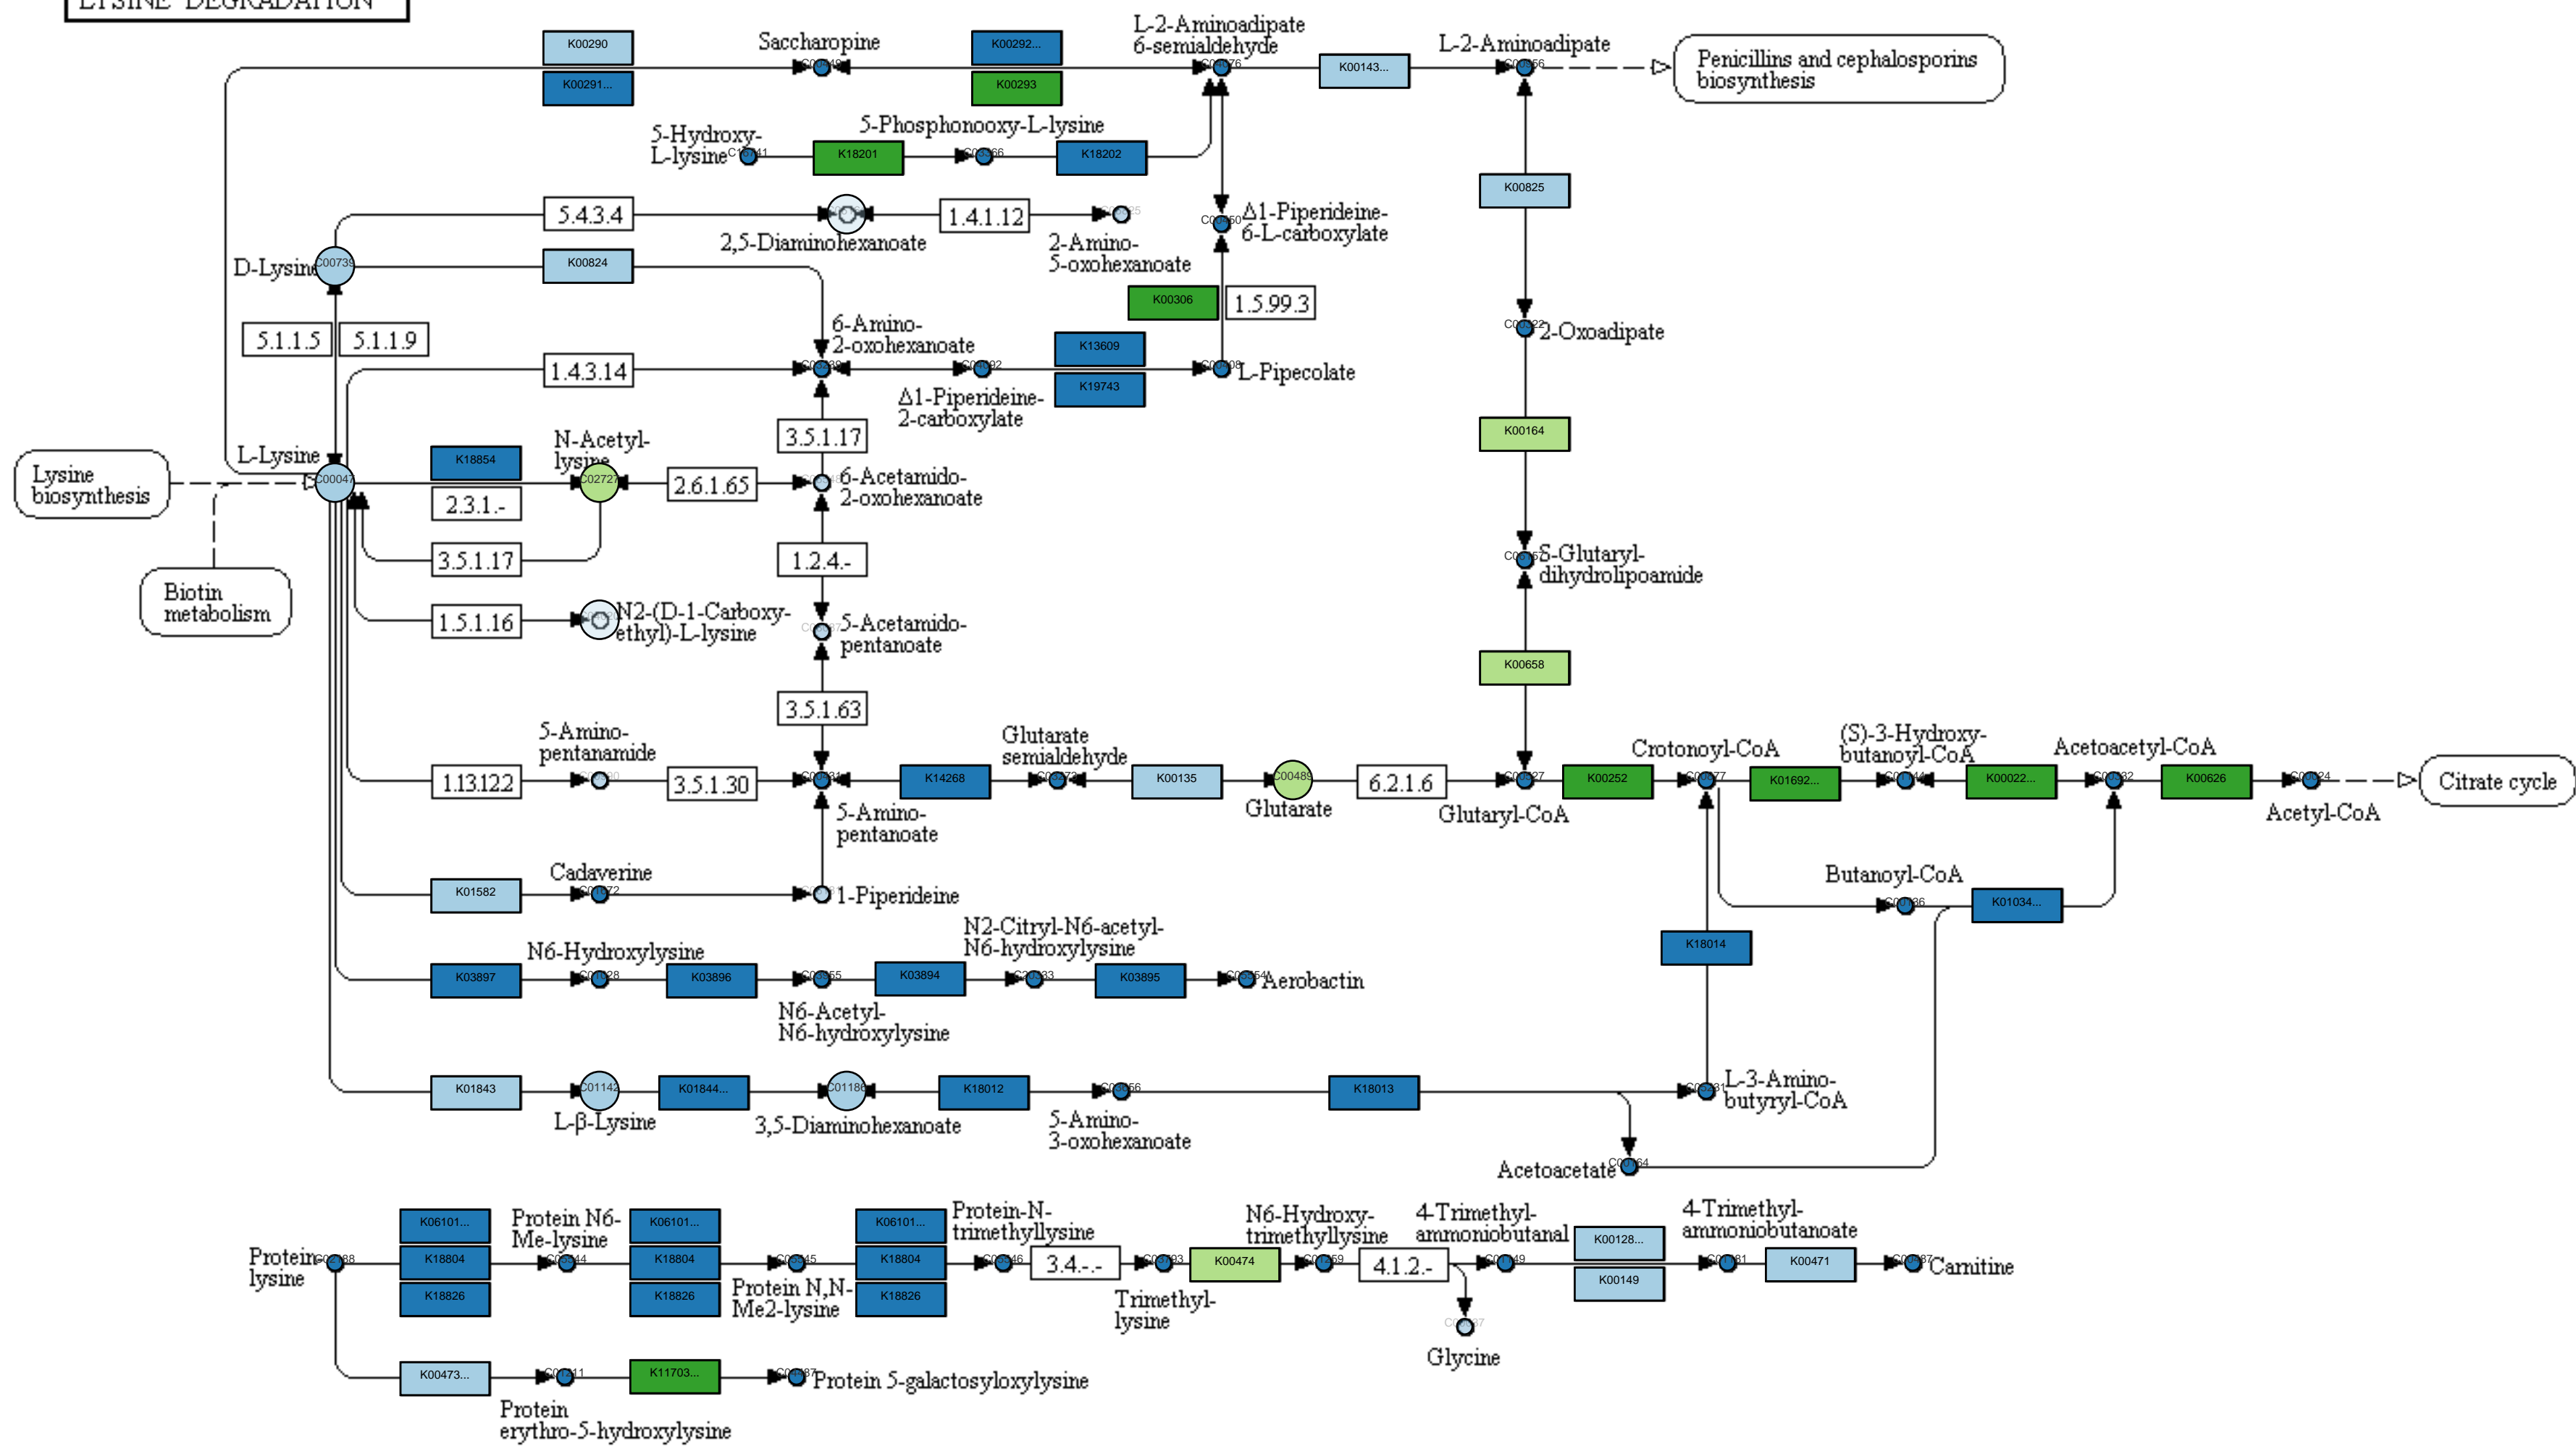 LYSINE DEGRADATION
K00290
Saccharopine
K00292...
L-2-Aminoadipate
6-semialdehyde
L-2-Aminoadipate
Penicillins and cephalosporins
biosynthesis
K00291...
K00293
K00143...
5-Hydroxy-
L-lysine
5-Phosphonooxy-L-lysine
K18201
K18202
K00825
5.4.3.4
1.4.1.12
2,5-Diaminohexanoate
2-Amino-
5-oxohexanoate
Δ1-Piperideine-
6-L-carboxylate
D-Lysine
C00739
K00824
K00306
1.5.99.3
5.1.1.5
5.1.1.9
6-Amino-
2-oxohexanoate
K13609
2-Oxoadipate
1.4.3.14
K19743
L-Pipecolate
Δ1-Piperideine-
2-carboxylate
3.5.1.17
K00164
Lysine
biosynthesis
L-Lysine
C00047
K18854
2.3.1.-
N-Acetyl-
lysine
C02727
2.6.1.65
6-Acetamido-
2-oxohexanoate
3.5.1.17
1.2.4.-
S-Glutaryl-
dihydrolipoamide
Biotin
metabolism
1.5.1.16
N2-(D-1-Carboxy-
ethyl)-L-lysine
5-Acetamido-
pentanoate
K00658
3.5.1.63
5-Amino-
pentanamide
Glutarate
semialdehyde
Crotonoyl-CoA
(S)-3-Hydroxy-
butanoyl-CoA
Acetoacetyl-CoA
1.13.12.2
3.5.1.30
K14268
K00135
C00489
6.2.1.6
K00252
K01692...
K00022...
K00626
Citrate cycle
5-Amino-
pentanoate
Glutarate
Glutaryl-CoA
Acetyl-CoA
Cadaverine
K01582
1-Piperideine
Butanoyl-CoA
K01034...
N6-Hydroxylysine
N2-Citryl-N6-acetyl-
N6-hydroxylysine
K18014
K03897
K03896
K03894
K03895
Aerobactin
N6-Acetyl-
N6-hydroxylysine
K01843
C01142
K01844...
C01186
K18012
K18013
L-3-Amino-
butyryl-CoA
L-β-Lysine
3,5-Diaminohexanoate
5-Amino-
3-oxohexanoate
Acetoacetate
K06101...
Protein N6-
Me-lysine
K06101...
K06101...
Protein-N-
trimethyllysine
N6-Hydroxy-
trimethyllysine
4-Trimethyl-
ammoniobutanal
K00128...
4-Trimethyl-
ammoniobutanoate
Protein
lysine
K18804
K18804
K18804
3.4.-.-
K00474
4.1.2.-
K00149
K00471
Carnitine
K18826
K18826
Protein N,N-
Me2-lysine
K18826
Trimethyl-
lysine
Glycine
K00473...
K11703...
Protein 5-galactosyloxylysine
Protein
erythro-5-hydroxylysine